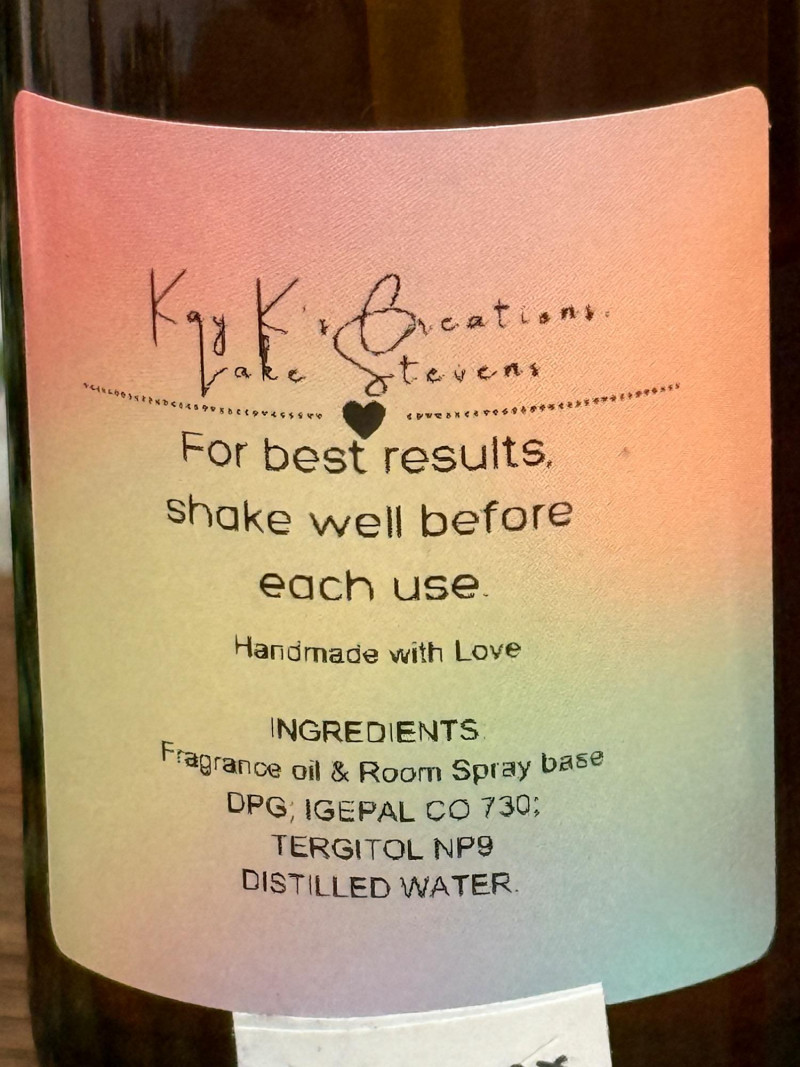 Kay K's Creations.
Lake Stevens
For best results,
shake well before
each use.
Handmade with Love
INGREDIENTS
Fragrance oil & Room Spray base
DPG; IGEPAL CO 730;
TERGITOL NP9
DISTILLED WATER.